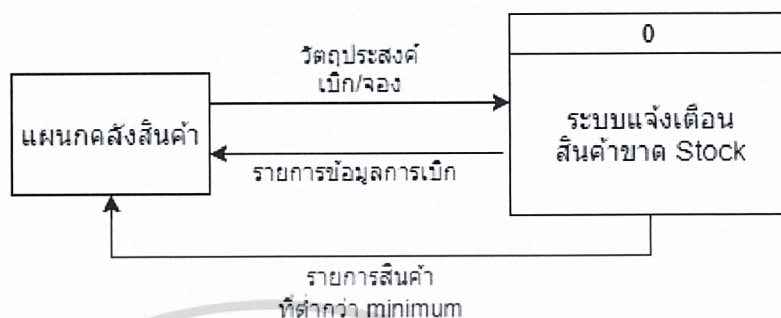 0
วัตถุประสงค์
เบิก/จอง
แผนกคลังสินค้า
ระบบแจ้งเตือน
สินค้าขาด Stock
รายการข้อมูลการเบิก
รายการสินค้า
ที่ต่ำกว่า minimum